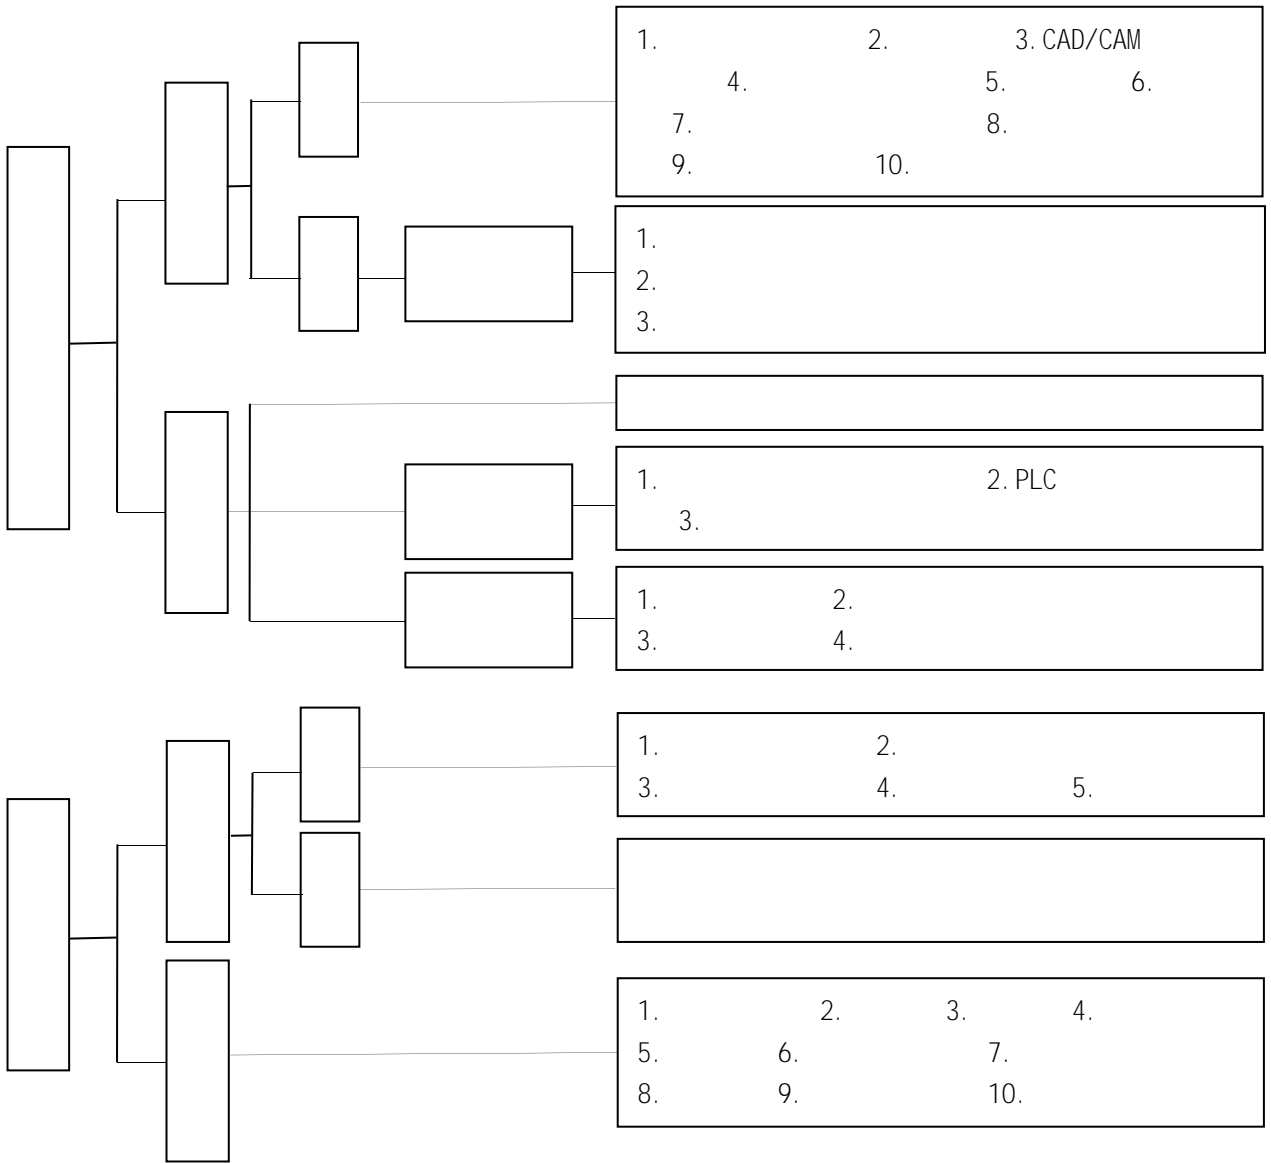 1. 2. 3. CAD/CAM
4. 5. 6.
7. 8.
9. 10.
1.
2.
3.
1. 2. PLC
3.
1. 2.
3. 4.
1. 2.
3. 4. 5.
1. 2. 3. 4.
5. 6. 7.
8. 9. 10.